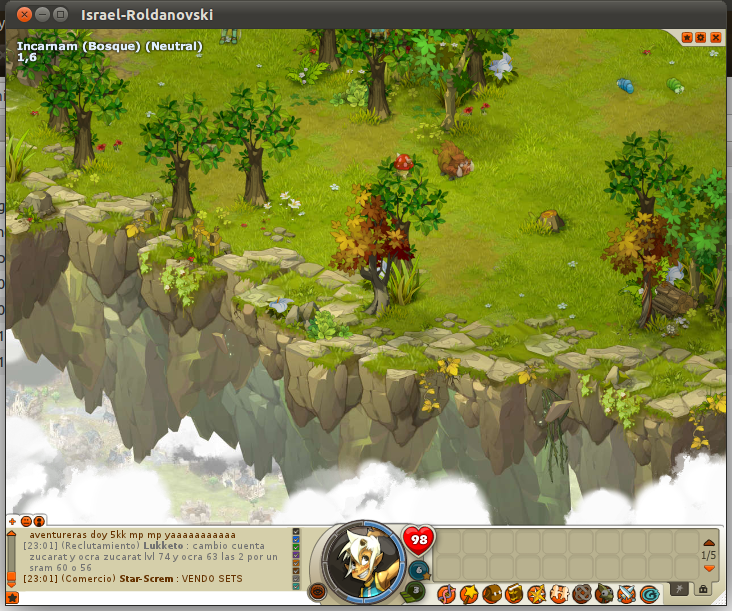 Israel-Roldanovski
Incarnam (Bosque) (Neutral)
1,6
aventureras doy 5kk mp mp yaaaaaaaaaaa
[23:01] (Reclutamiento) Lukketo : cambio cuenta
zucarat y ocra zucarat lvl 74 y ocra 63 las 2 por un
sram 60 o 56
[23:01] (Comercio) Star-Screm : VENDO SETS
98
6
3
1/5